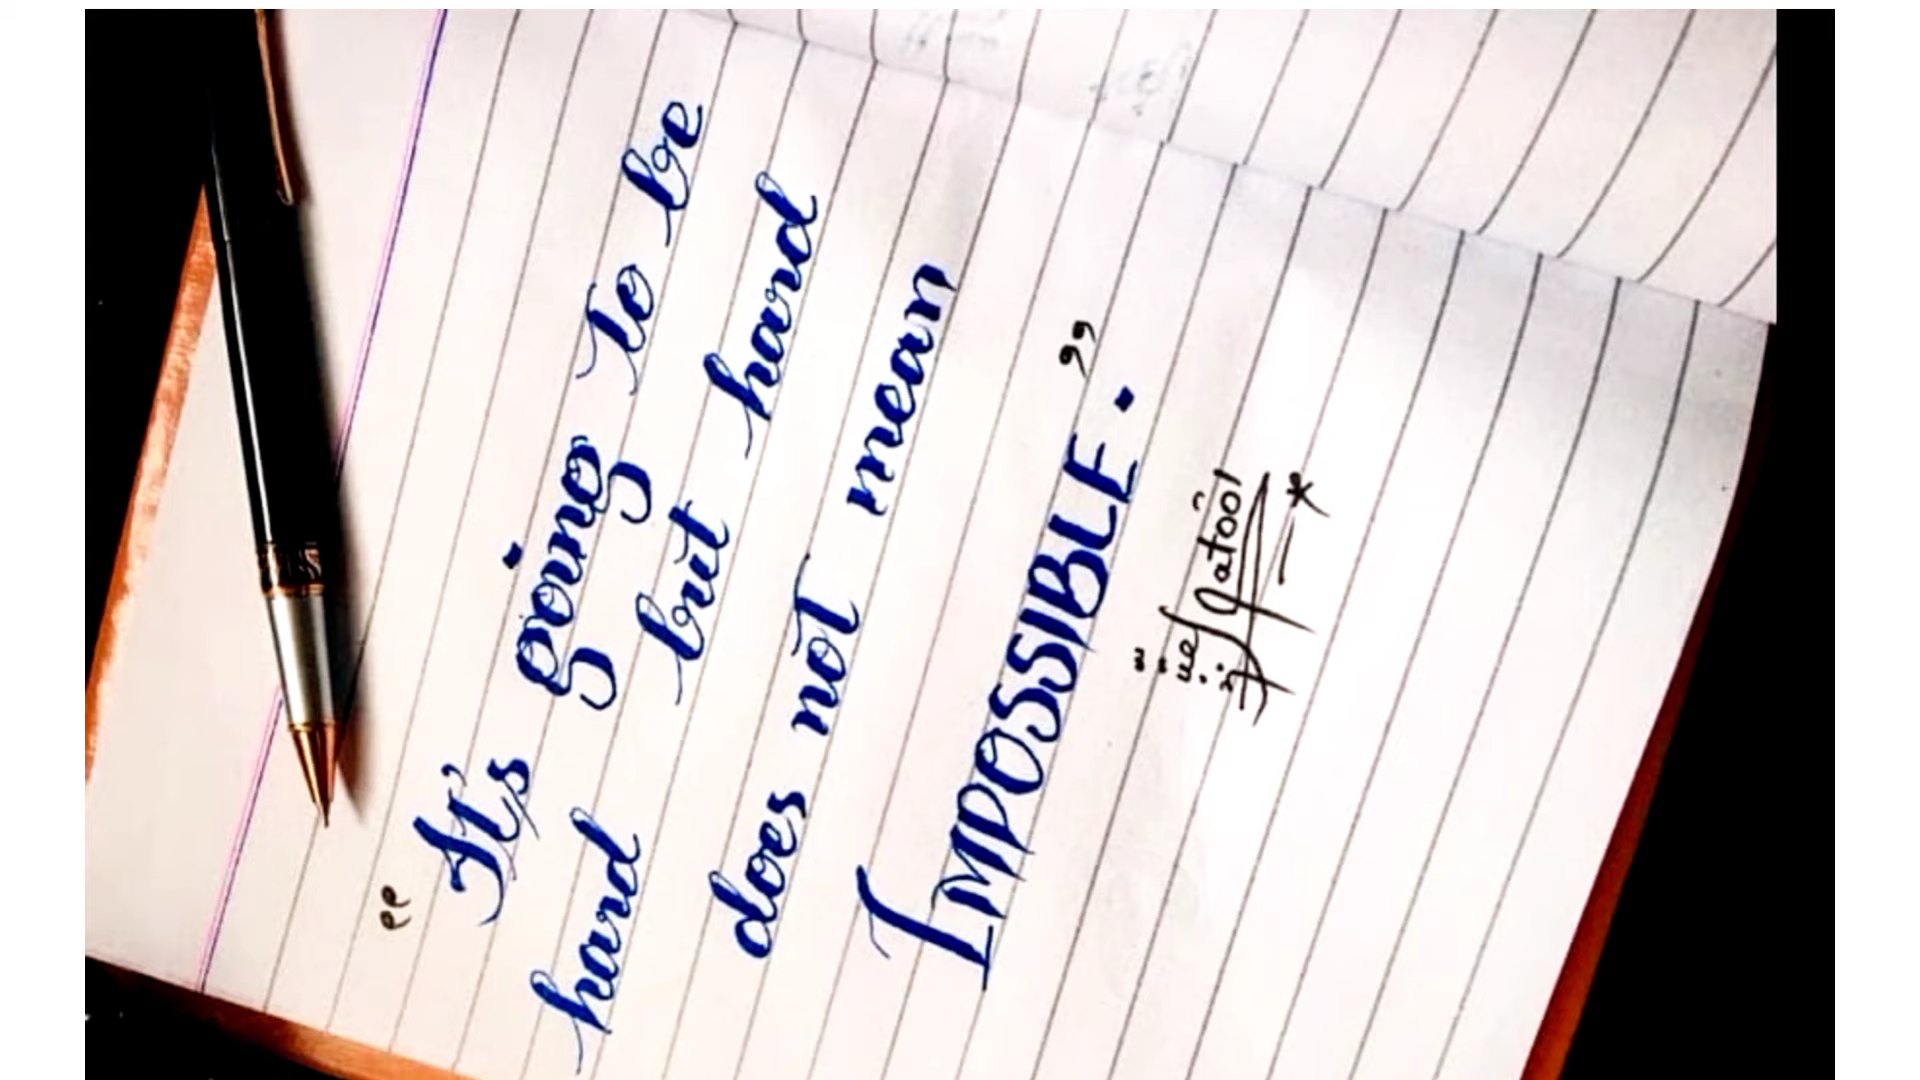 “It's going to be
hard but hard
does not mean
IMPOSSIBLE.”